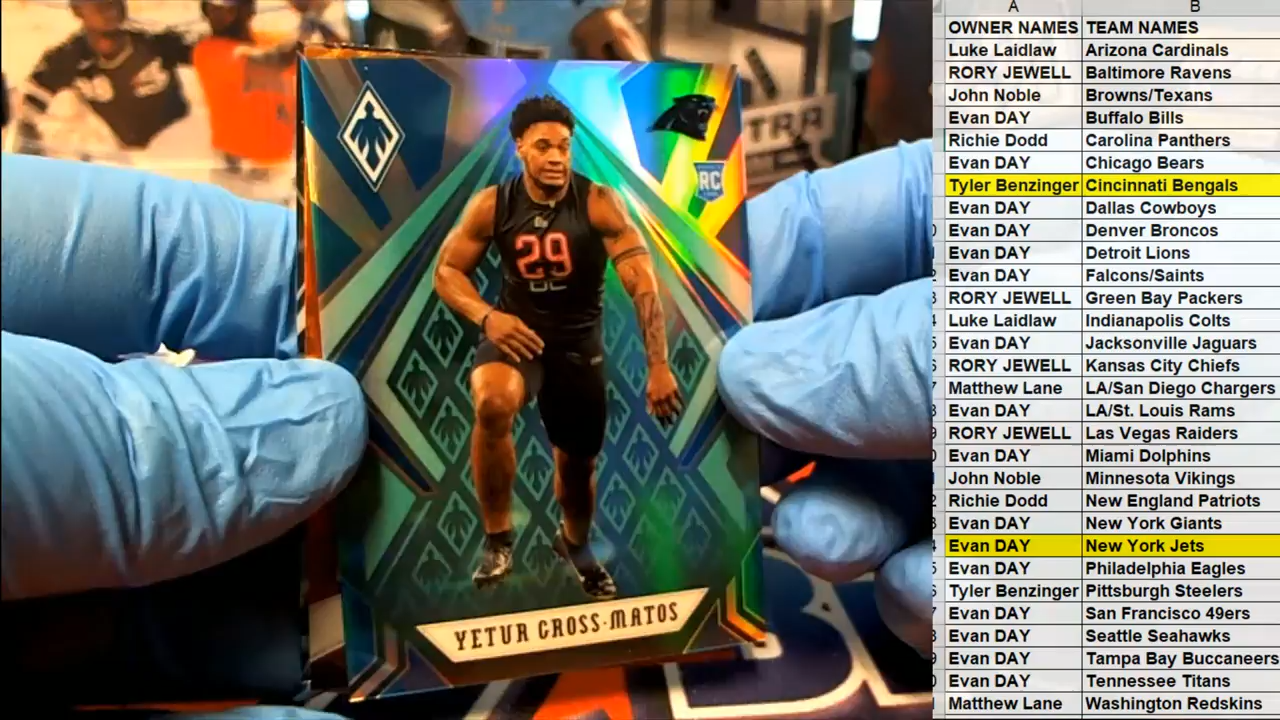 A B
OWNER NAMES TEAM NAMES
Luke Laidlaw Arizona Cardinals
RORY JEWELL Baltimore Ravens
John Noble Browns/Texans
Evan DAY Buffalo Bills
Richie Dodd Carolina Panthers
Evan DAY Chicago Bears
Tyler Benzinger Cincinnati Bengals
Evan DAY Dallas Cowboys
Evan DAY Denver Broncos
Evan DAY Detroit Lions
Evan DAY Falcons/Saints
RORY JEWELL Green Bay Packers
Luke Laidlaw Indianapolis Colts
Evan DAY Jacksonville Jaguars
RORY JEWELL Kansas City Chiefs
Matthew Lane LA/San Diego Chargers
Evan DAY LA/St. Louis Rams
RORY JEWELL Las Vegas Raiders
Evan DAY Miami Dolphins
John Noble Minnesota Vikings
Richie Dodd New England Patriots
Evan DAY New York Giants
Evan DAY New York Jets
Evan DAY Philadelphia Eagles
Tyler Benzinger Pittsburgh Steelers
Evan DAY San Francisco 49ers
Evan DAY Seattle Seahawks
Evan DAY Tampa Bay Buccaneers
Evan DAY Tennessee Titans
Matthew Lane Washington Redskins
RC
29
YETUR GROSS-MATOS